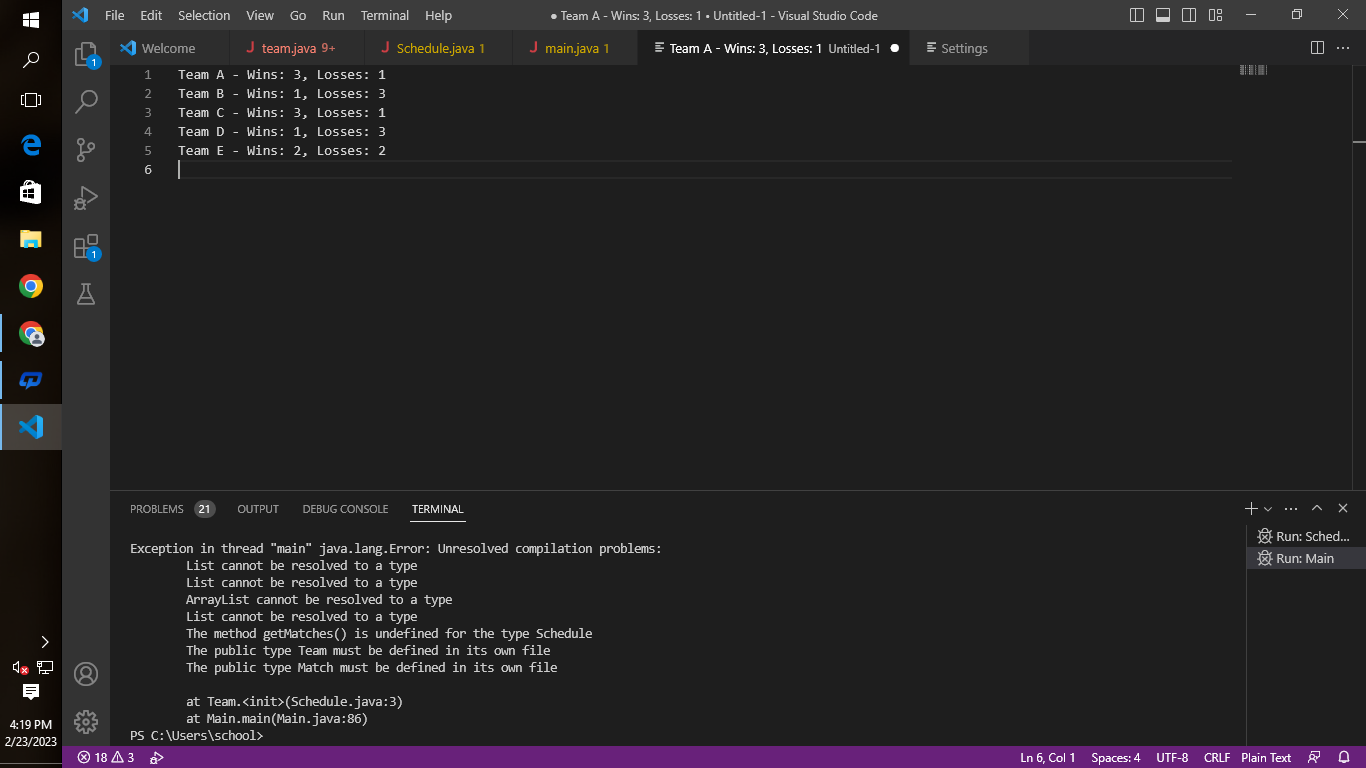 File Edit Selection View Go Run Terminal Help
● Team A - Wins: 3, Losses: 1 • Untitled-1 - Visual Studio Code
Welcome
team.java 9+
Schedule.java 1
main.java 1
Team A - Wins: 3, Losses: 1 Untitled-1
Settings
1
1 Team A - Wins: 3, Losses: 1
2 Team B - Wins: 1, Losses: 3
3 Team C - Wins: 3, Losses: 1
4 Team D - Wins: 1, Losses: 3
5 Team E - Wins: 2, Losses: 2
6
1
PROBLEMS 21 OUTPUT DEBUG CONSOLE TERMINAL
Run: Sched...
Run: Main
Exception in thread "main" java.lang.Error: Unresolved compilation problems:
List cannot be resolved to a type
List cannot be resolved to a type
ArrayList cannot be resolved to a type
List cannot be resolved to a type
The method getMatches() is undefined for the type Schedule
The public type Team must be defined in its own file
The public type Match must be defined in its own file
at Team.<init>(Schedule.java:3)
at Main.main(Main.java:86)
PS C:\Users\school>
4:19 PM
2/23/2023
18 3
Ln 6, Col 1 Spaces: 4 UTF-8 CRLF Plain Text